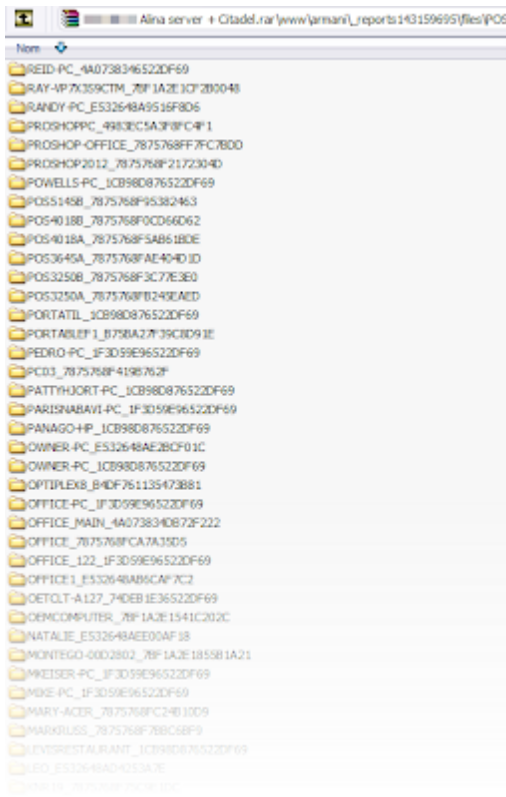 Alina server + Citadel.rar\www\armani\_reports143159695\files\POS
Nom
REID-PC_4A0738346522DF69
RAY-VP7X3S9CTM_7BF1A2E1CF2B0048
RANDY-PC_E532648A9516F8D6
PROSHOPPC_4983EC5A3F8FC4F1
PROSHOP-OFFICE_7875768FF7FC7BDD
PROSHOP2012_7875768F2172304D
POWELLS-PC_1CB98D876522DF69
POS5145B_7875768F95382463
POS4018B_7875768F0CD66D62
POS4018A_7875768F5AB61BDE
POS3645A_7875768FAE404D1D
POS3250B_7875768F3C77E3E0
POS3250A_7875768FB245EAED
PORTATIL_1CB98D876522DF69
PORTABLEF1_B75BA27F39C8D91E
PEDRO-PC_1F3D59E96522DF69
PC03_7875768F4198762F
PATTYHJORT-PC_1CB98D876522DF69
PARISNABAVI-PC_1F3D59E96522DF69
PANAGO-HP_1CB98D876522DF69
OWNER-PC_E532648AE2BCF01C
OWNER-PC_1CB98D876522DF69
OPTIPLEX8_B4DF761135473B81
OFFICE-PC_1F3D59E96522DF69
OFFICE_MAIN_4A073834DB72F222
OFFICE_7875768FCA7A35D5
OFFICE_122_1F3D59E96522DF69
OFFICE1_E532648AB6CAF7C2
OETCLT-A127_74DEB1E36522DF69
OEMCOMPUTER_7BF1A2E1541C202C
NATALIE_E532648AEE00AF18
MONTEGO-00D2802_7BF1A2E1855B1A21
MKEISER-PC_1F3D59E96522DF69
MIKE-PC_1F3D59E96522DF69
MARY-ACER_7875768FC24B10D9
MARKRUSS_7875768F7BBC6BF9
LEVISRESTAURANT_1CB98D876522DF69